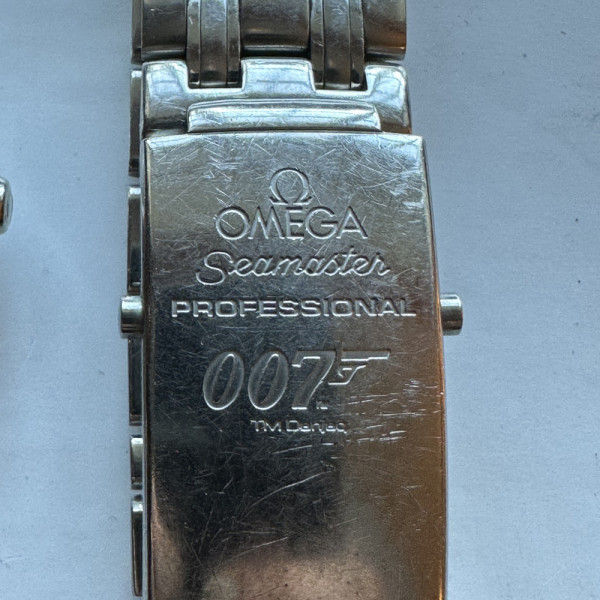 Ω
OMEGA
Seamaster
PROFESSIONAL
007
TM Danjaq